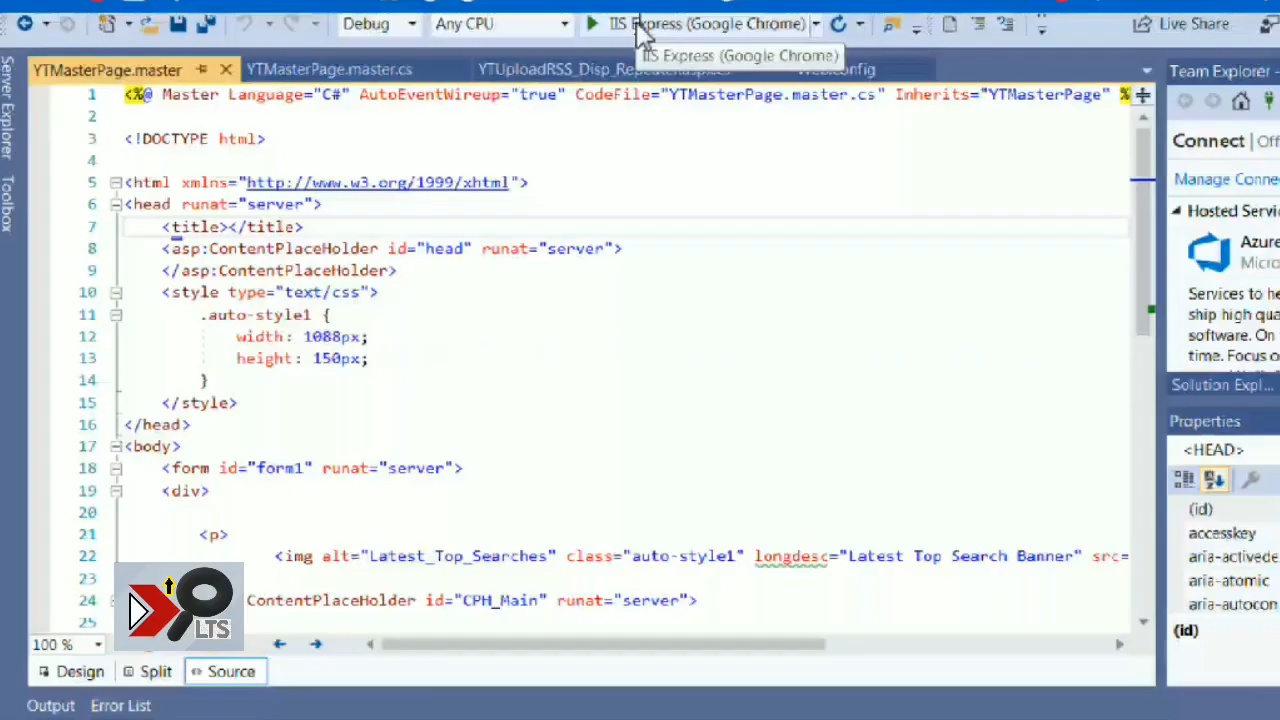 Debug
Any CPU
IIS Express (Google Chrome)
Live Share
IIS Express (Google Chrome)
YTMasterPage.master
YTMasterPage.master.cs
Server Explorer
Toolbox
1 <%@ Master Language="C#" AutoEventWireup="true" CodeFile="YTMasterPage.master.cs" Inherits="YTMasterPage" %
2
3 <!DOCTYPE html>
4
5 <html xmlns="http://www.w3.org/1999/xhtml">
6 <head runat="server">
7 <title></title>
8 <asp:ContentPlaceHolder id="head" runat="server">
9 </asp:ContentPlaceHolder>
10 <style type="text/css">
11 .auto-style1 {
12 width: 1088px;
13 height: 150px;
14 }
15 </style>
16 </head>
17 <body>
18 <form id="form1" runat="server">
19 <div>
20
21 <p>
22 <img alt="Latest_Top_Searches" class="auto-style1" longdesc="Latest Top Search Banner" src=
23
24 ContentPlaceHolder id="CPH_Main" runat="server">
25
LTS
100 %
Design
Split
Source
Output
Error List
Team Explorer -
Connect
Manage Conne
Hosted Servi
Azure
Micro
Services to he
ship high qua
software. On
time. Focus o
Solution Expl...
Properties
<HEAD>
(id)
accesskey
aria-activede
aria-atomic
aria-autocon
(id)